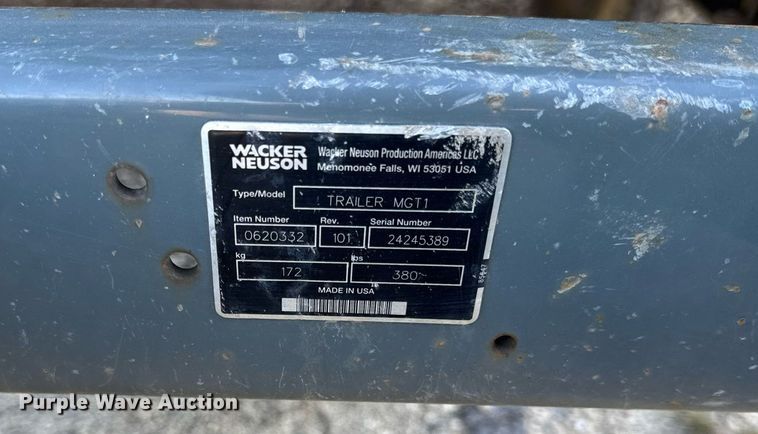 WACKER
NEUSON
Wacker Neuson Production Americas LLC
Menomonee Falls, WI 53051 USA
Type/Model TRAILER MGT1
Item Number Rev. Serial Number
0620332 101 24245389
kg lbs
172 380
MADE IN USA
Purple Wave Auction